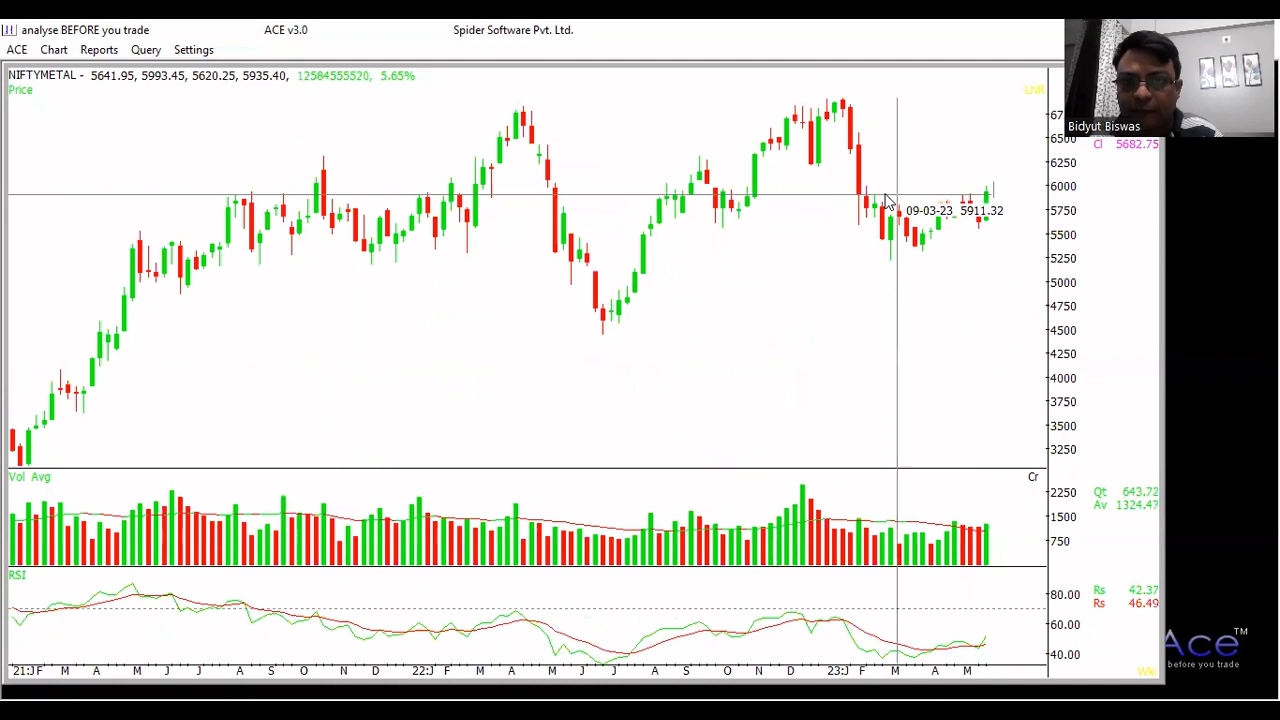 analyse BEFORE you trade ACE v3.0 Spider Software Pvt. Ltd.
ACE Chart Reports Query Settings
NIFTYMETAL - 5641.95, 5993.45, 5620.25, 5935.40, 12584555520, 5.65%
Price
LNR
Bidyut Biswas
Cl 5682.75
6500
6250
6000
5750
5500
5250
5000
4750
4500
4250
4000
3750
3500
3250
09-03-23 5911.32
Vol Avg
Cr
2250
1500
750
Qt 643.72
Av 1324.47
RSI
80.00
60.00
40.00
Rs 42.37
Rs 46.49
21:J F M A M J J A S O N D 22:J F M A M J J A S O N D 23:J F M A M
Wkl
Ace™
before you trade